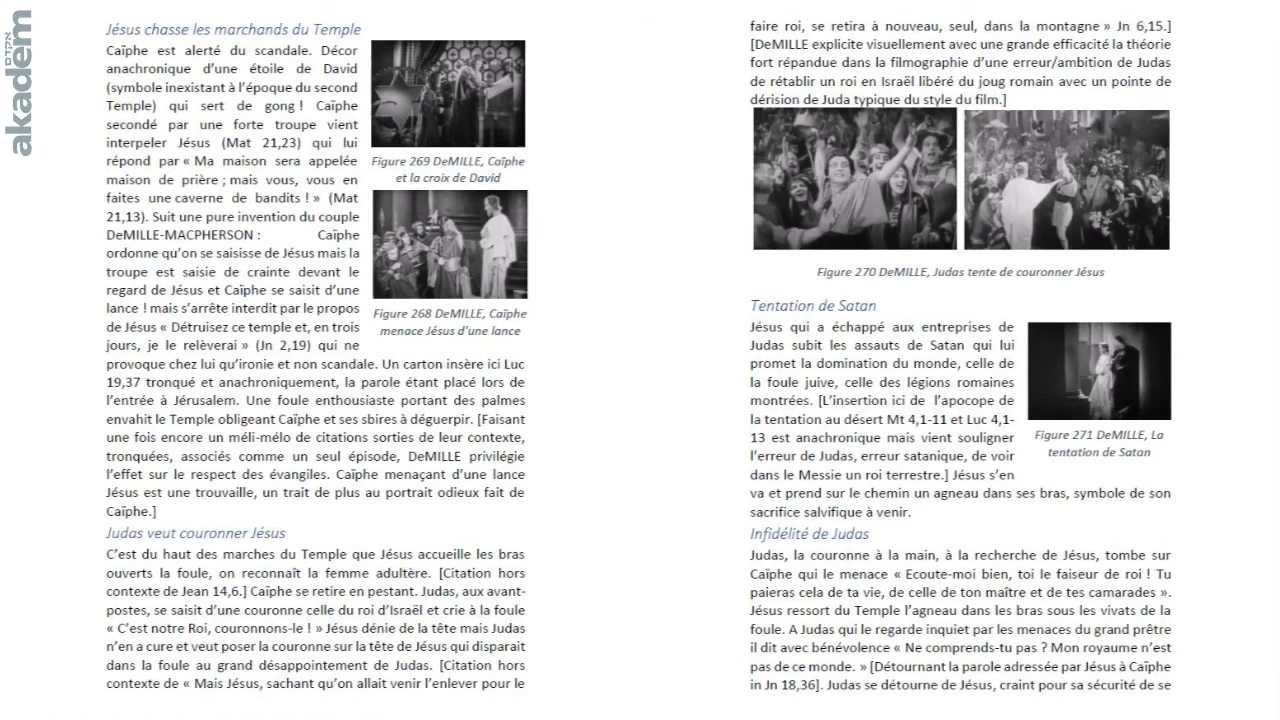 akadem
אקדם
Jésus chasse les marchands du Temple
Caïphe est alerté du scandale. Décor
anachronique d’une étoile de David
(symbole inexistant à l’époque du second
Temple) qui sert de gong ! Caïphe
secondé par une forte troupe vient
interpeler Jésus (Mat 21,23) qui lui
répond par « Ma maison sera appelée
maison de prière ; mais vous, vous en
faites une caverne de bandits ! » (Mat
21,13). Suit une pure invention du couple
DeMILLE-MACPHERSON : Caïphe
ordonne qu’on se saisisse de Jésus mais la
troupe est saisie de crainte devant le
regard de Jésus et Caïphe se saisit d’une
lance ! mais s’arrête interdit par le propos
de Jésus « Détruisez ce temple et, en trois
jours, je le relèverai » (Jn 2,19) qui ne
provoque chez lui qu’ironie et non scandale. Un carton insère ici Luc
19,37 tronqué et anachroniquement, la parole étant placé lors de
l’entrée à Jérusalem. Une foule enthousiaste portant des palmes
envahit le Temple obligeant Caïphe et ses sbires à déguerpir. [Faisant
une fois encore un méli-mélo de citations sorties de leur contexte,
tronquées, associés comme un seul épisode, DeMILLE privilégie
l’effet sur le respect des évangiles. Caïphe menaçant d’une lance
Jésus est une trouvaille, un trait de plus au portrait odieux fait de
Caïphe.]
Figure 269 DeMILLE, Caïphe
et la croix de David
Figure 268 DeMILLE, Caïphe
menace Jésus d'une lance
Judas veut couronner Jésus
C’est du haut des marches du Temple que Jésus accueille les bras
ouverts la foule, on reconnaît la femme adultère. [Citation hors
contexte de Jean 14,6.] Caïphe se retire en pestant. Judas, aux avant-
postes, se saisit d’une couronne celle du roi d’Israël et crie à la foule
« C’est notre Roi, couronnons-le ! » Jésus dénie de la tête mais Judas
n’en a cure et veut poser la couronne sur la tête de Jésus qui disparait
dans la foule au grand désappointement de Judas. [Citation hors
contexte de « Mais Jésus, sachant qu’on allait venir l’enlever pour le
faire roi, se retira à nouveau, seul, dans la montagne » Jn 6,15.]
[DeMILLE explicite visuellement avec une grande efficacité la théorie
fort répandue dans la filmographie d’une erreur/ambition de Judas
de rétablir un roi en Israël libéré du joug romain avec un pointe de
dérision de Juda typique du style du film.]
Figure 270 DeMILLE, Judas tente de couronner Jésus
Tentation de Satan
Jésus qui a échappé aux entreprises de
Judas subit les assauts de Satan qui lui
promet la domination du monde, celle de
la foule juive, celle des légions romaines
montrées. [L’insertion ici de l’apocope de
la tentation au désert Mt 4,1-11 et Luc 4,1-
13 est anachronique mais vient souligner
l’erreur de Judas, erreur satanique, de voir
dans le Messie un roi terrestre.] Jésus s’en
va et prend sur le chemin un agneau dans ses bras, symbole de son
sacrifice salvifique à venir.
Figure 271 DeMILLE, La
tentation de Satan
Infidélité de Judas
Judas, la couronne à la main, à la recherche de Jésus, tombe sur
Caïphe qui le menace « Ecoute-moi bien, toi le faiseur de roi ! Tu
paieras cela de ta vie, de celle de ton maître et de tes camarades ».
Jésus ressort du Temple l’agneau dans les bras sous les vivats de la
foule. A Judas qui le regarde inquiet par les menaces du grand prêtre
il dit avec bénévolence « Ne comprends-tu pas ? Mon royaume n’est
pas de ce monde. » [Détournant la parole adressée par Jésus à Caïphe
in Jn 18,36]. Judas se détourne de Jésus, craint pour sa sécurité de se